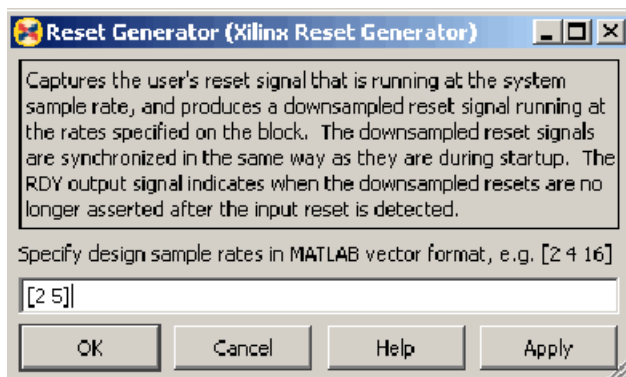 Reset Generator (Xilinx Reset Generator)
Captures the user's reset signal that is running at the system
sample rate, and produces a downsampled reset signal running at
the rates specified on the block. The downsampled reset signals
are synchronized in the same way as they are during startup. The
RDY output signal indicates when the downsampled resets are no
longer asserted after the input reset is detected.
Specify design sample rates in MATLAB vector format, e.g. [2 4 16]
[2 5]
OK Cancel Help Apply